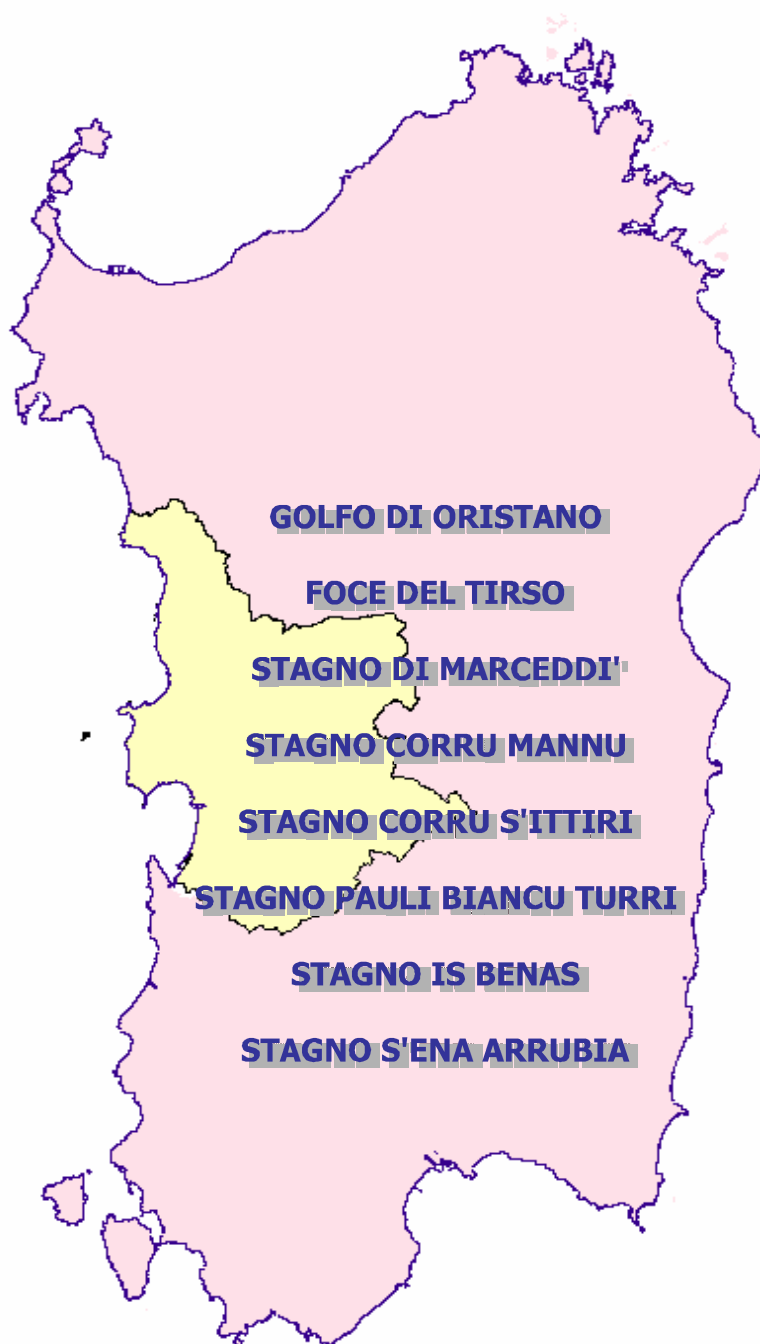 GOLFO DI ORISTANO
FOCE DEL TIRSO
STAGNO DI MARCEDDI'
STAGNO CORRU MANNU
STAGNO CORRU S'ITTIRI
STAGNO PAULI BIANCU TURRI
STAGNO IS BENAS
STAGNO S'ENA ARRUBIA